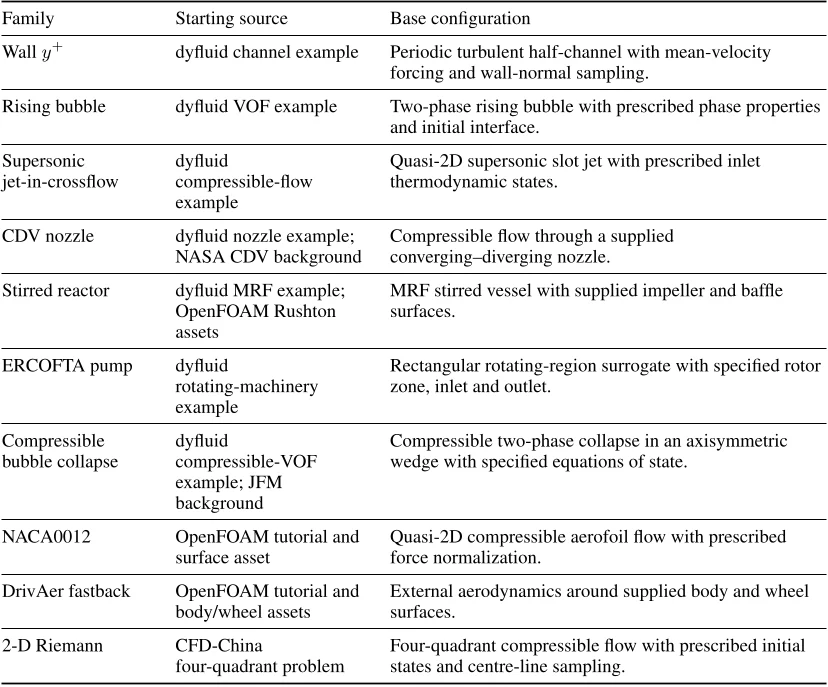 Family Starting source Base configuration
Wall y+ dyfluid channel example Periodic turbulent half-channel with mean-velocity
forcing and wall-normal sampling.
Rising bubble dyfluid VOF example Two-phase rising bubble with prescribed phase properties
and initial interface.
Supersonic dyfluid Quasi-2D supersonic slot jet with prescribed inlet
jet-in-crossflow compressible-flow thermodynamic states.
example
CDV nozzle dyfluid nozzle example; Compressible flow through a supplied
NASA CDV background converging–diverging nozzle.
Stirred reactor dyfluid MRF example; MRF stirred vessel with supplied impeller and baffle
OpenFOAM Rushton surfaces.
assets
ERCOFTA pump dyfluid Rectangular rotating-region surrogate with specified rotor
rotating-machinery zone, inlet and outlet.
example
Compressible dyfluid Compressible two-phase collapse in an axisymmetric
bubble collapse compressible-VOF wedge with specified equations of state.
example; JFM
background
NACA0012 OpenFOAM tutorial and Quasi-2D compressible aerofoil flow with prescribed
surface asset force normalization.
DrivAer fastback OpenFOAM tutorial and External aerodynamics around supplied body and wheel
body/wheel assets surfaces.
2-D Riemann CFD-China Four-quadrant compressible flow with prescribed initial
four-quadrant problem states and centre-line sampling.